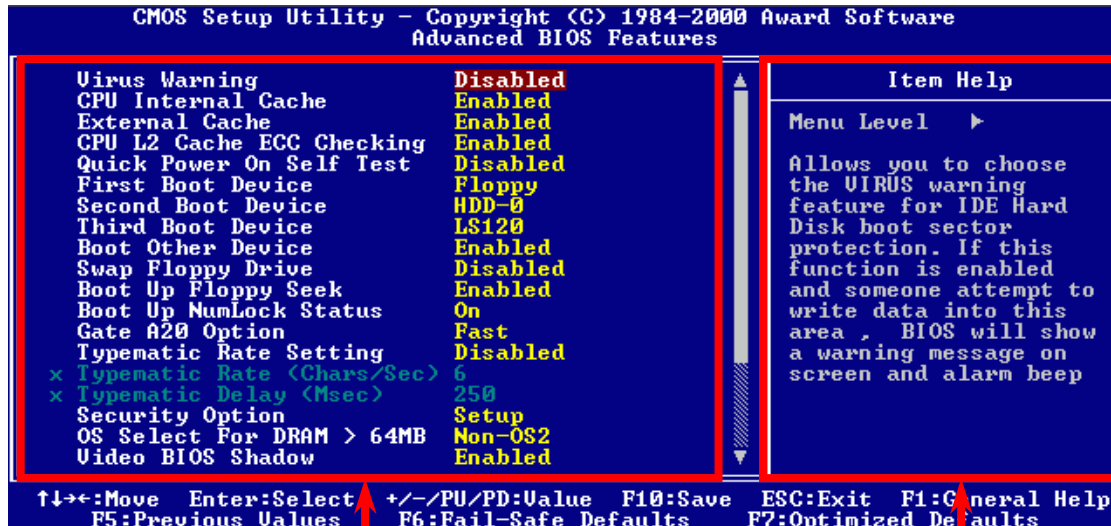 CMOS Setup Utility - Copyright (C) 1984-2000 Award Software
Advanced BIOS Features
Virus Warning Disabled
CPU Internal Cache Enabled
External Cache Enabled
CPU L2 Cache ECC Checking Enabled
Quick Power On Self Test Disabled
First Boot Device Floppy
Second Boot Device HDD-0
Third Boot Device LS120
Boot Other Device Enabled
Swap Floppy Drive Disabled
Boot Up Floppy Seek Enabled
Boot Up NumLock Status On
Gate A20 Option Fast
Typematic Rate Setting Disabled
x Typematic Rate (Chars/Sec) 6
x Typematic Delay (Msec) 250
Security Option Setup
OS Select For DRAM > 64MB Non-OS2
Video BIOS Shadow Enabled
Item Help
Menu Level ►
Allows you to choose
the VIRUS warning
feature for IDE Hard
Disk boot sector
protection. If this
function is enabled
and someone attempt to
write data into this
area , BIOS will show
a warning message on
screen and alarm beep
↑↓→←:Move Enter:Select +/-/PU/PD:Value F10:Save ESC:Exit F1:General Help
F5:Previous Values F6:Fail-Safe Defaults F7:Optimized Defaults